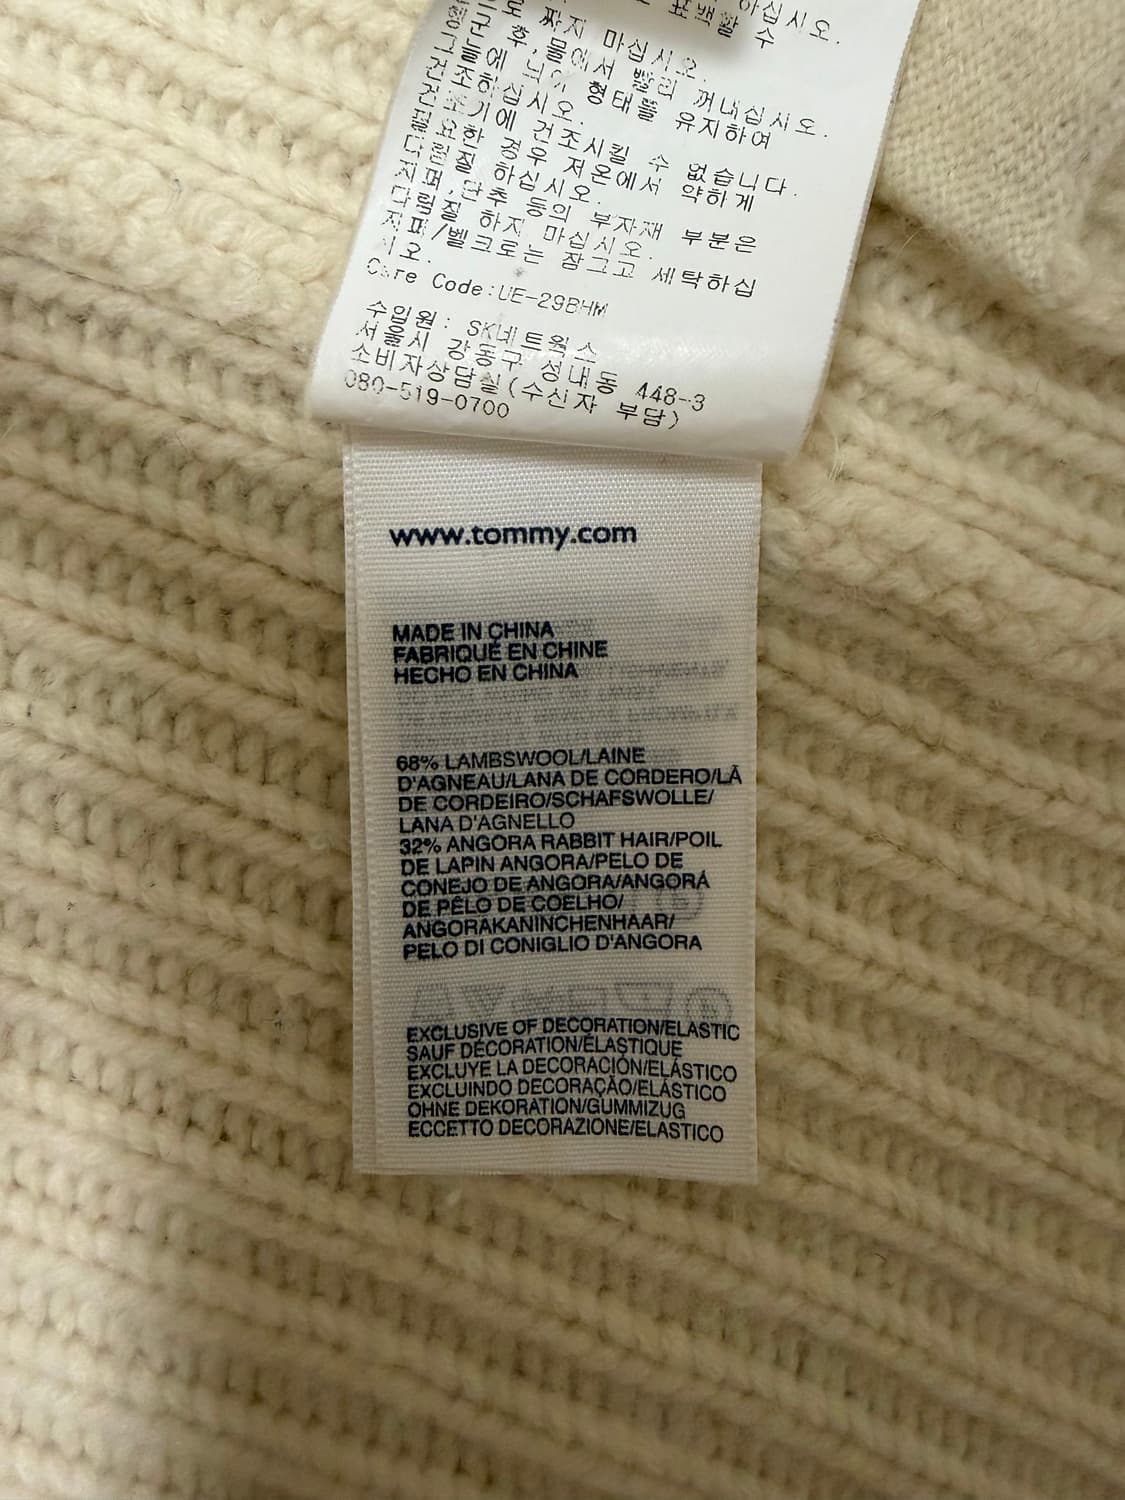 하십시오.
표백할 수
짜지 마십시오.
후, 물에서 빨리 꺼내십시오.
형태를 유지하여
하십시오.
기에 건조시킬 수 없습니다.
필요한 경우 저온에서 약하게
다림질 하십시오.
지퍼,단추 등의 부자재 부분은
다림질 하지 마십시오.
지퍼/벨크로는 잠그고 세탁하십
시오.
Care Code:UE-29BHM
수입원: SK네트웍스
서울시 강동구 성내동 448-3
소비자상담실(수신자 부담)
080-519-0700
www.tommy.com
MADE IN CHINA
FABRIQUÉ EN CHINE
HECHO EN CHINA
68% LAMBSWOOL/LAINE
D'AGNEAU/LANA DE CORDERO/LÃ
DE CORDEIRO/SCHAFSWOLLE/
LANA D'AGNELLO
32% ANGORA RABBIT HAIR/POIL
DE LAPIN ANGORA/PELO DE
CONEJO DE ANGORA/ANGORÁ
DE PÊLO DE COELHO/
ANGORAKANINCHENHAAR/
PELO DI CONIGLIO D'ANGORA
EXCLUSIVE OF DECORATION/ELASTIC
SAUF DÉCORATION/ÉLASTIQUE
EXCLUYE LA DECORACIÓN/ELÁSTICO
EXCLUINDO DECORAÇÃO/ELÁSTICO
OHNE DEKORATION/GUMMIZUG
ECCETTO DECORAZIONE/ELASTICO